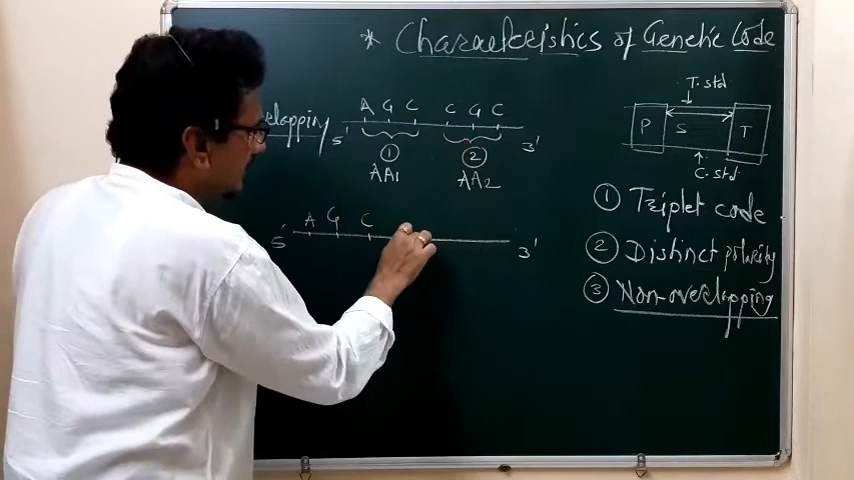 * Characteristics of Genetic Code
T. std
P S T
C. std
A G C C G C
5' 3'
1 2
AA1 AA2
A G C
5' 3'
1 Triplet code
2 Distinct polarity
3 Non-overlapping